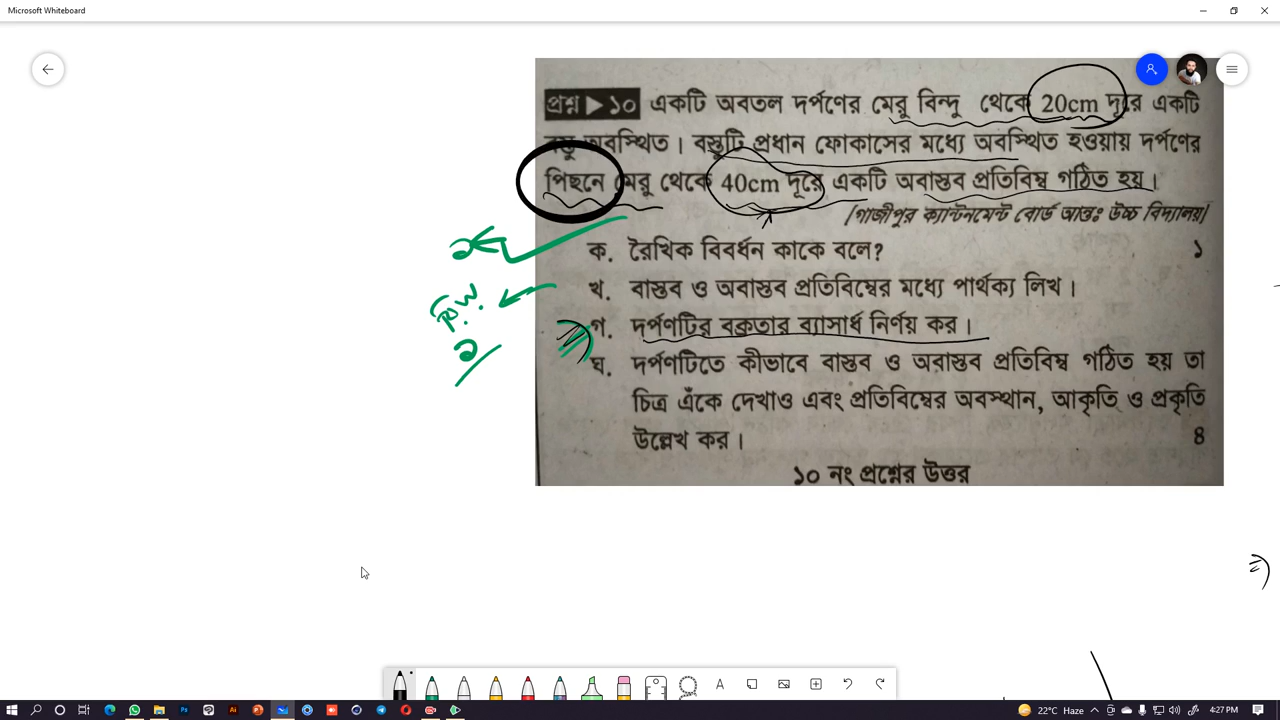 Microsoft Whiteboard
প্রশ্ন ▶ ১০ একটি অবতল দর্পণের মেরু বিন্দু থেকে 20cm দূরে একটি
বস্তু অবস্থিত। বস্তুটি প্রধান ফোকাসের মধ্যে অবস্থিত হওয়ায় দর্পণের
পিছনে মেরু থেকে 40cm দূরে একটি অবাস্তব প্রতিবিম্ব গঠিত হয়।
[গাজীপুর ক্যান্টনমেন্ট বোর্ড আন্তঃ উচ্চ বিদ্যালয়]
ক. রৈখিক বিবর্ধন কাকে বলে? ১
খ. বাস্তব ও অবাস্তব প্রতিবিম্বের মধ্যে পার্থক্য লিখ।
গ. দর্পণটির বক্রতার ব্যাসার্ধ নির্ণয় কর।
ঘ. দর্পণটিতে কীভাবে বাস্তব ও অবাস্তব প্রতিবিম্ব গঠিত হয় তা
চিত্র এঁকে দেখাও এবং প্রতিবিম্বের অবস্থান, আকৃতি ও প্রকৃতি
উল্লেখ কর। 8
১০ নং প্রশ্নের উত্তর
22°C Haze 4:27 PM